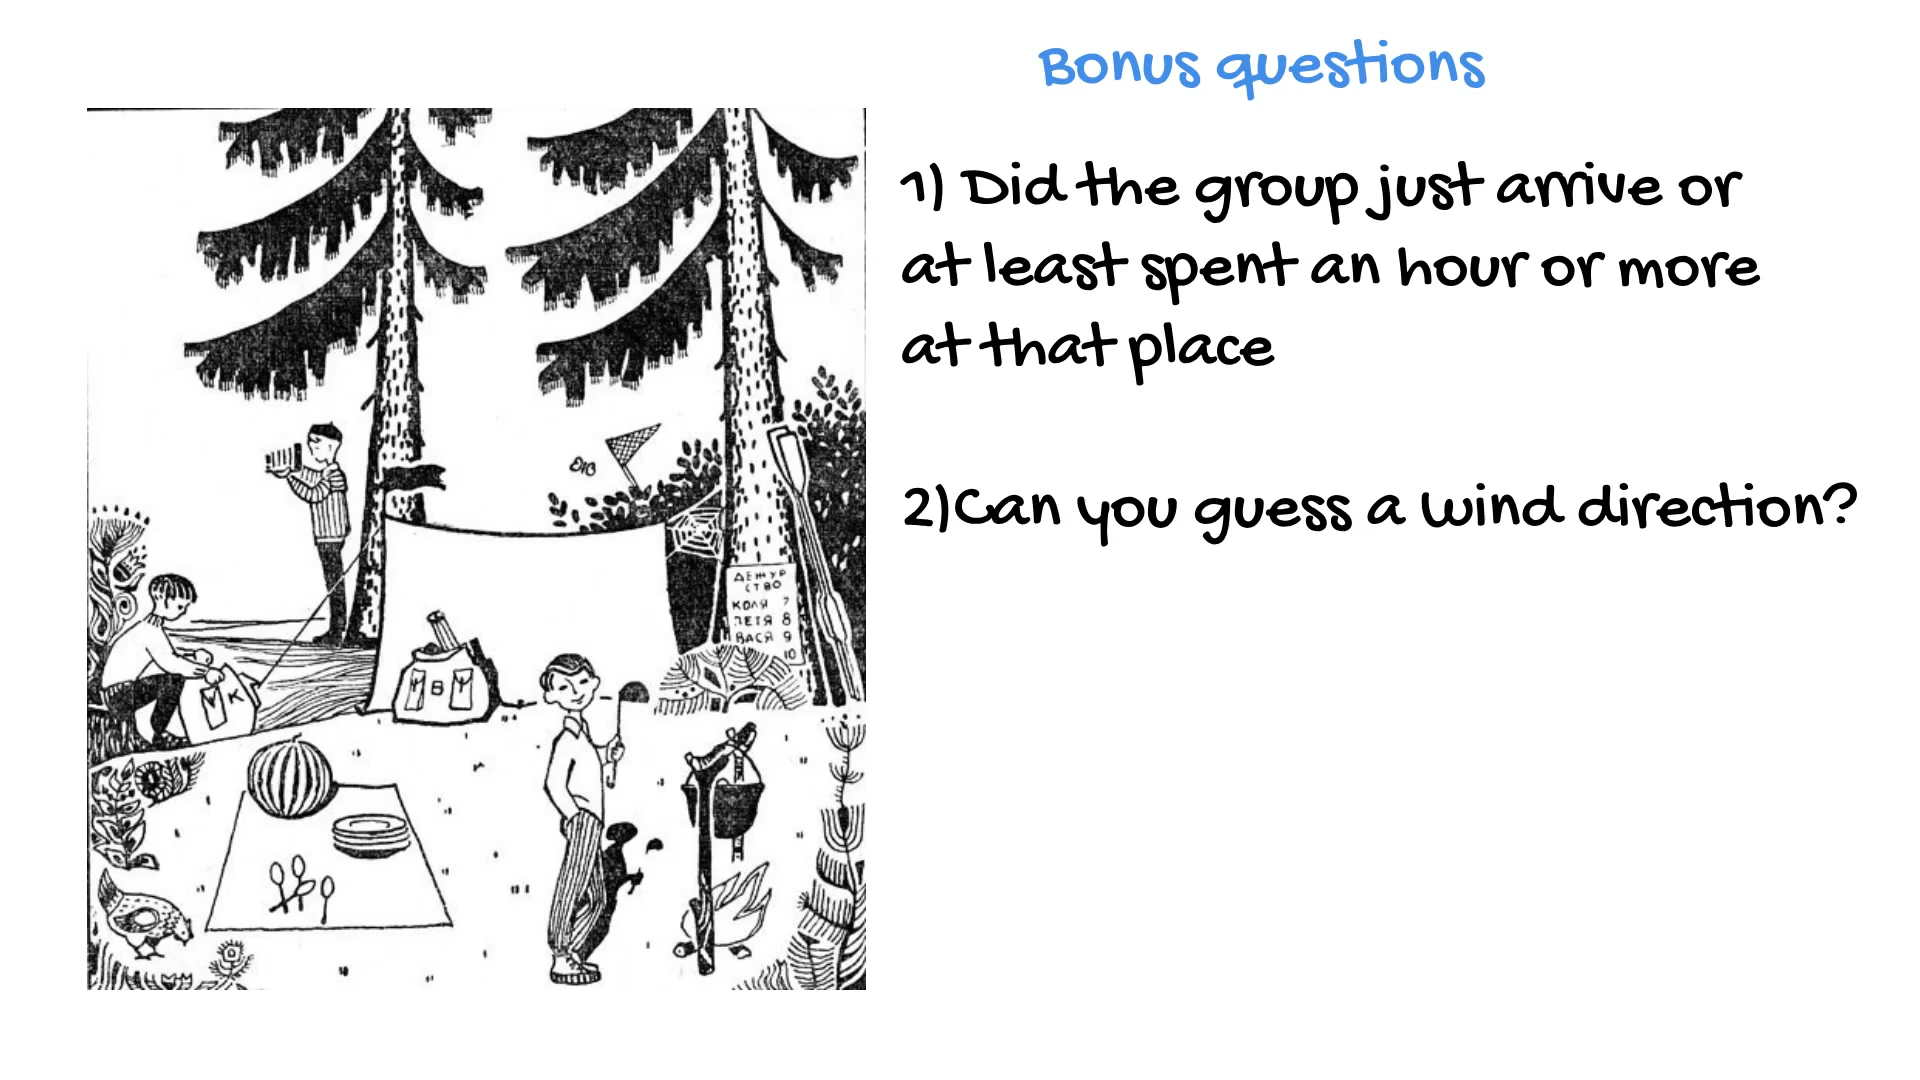 Bonus questions
1) Did the group just arrive or
at least spent an hour or more
at that place
2)Can you guess a wind direction?
ДЕЖУР
СТВО
КОЛЯ 7
ПЕТЯ 8
ВАСЯ 9
10
К
В